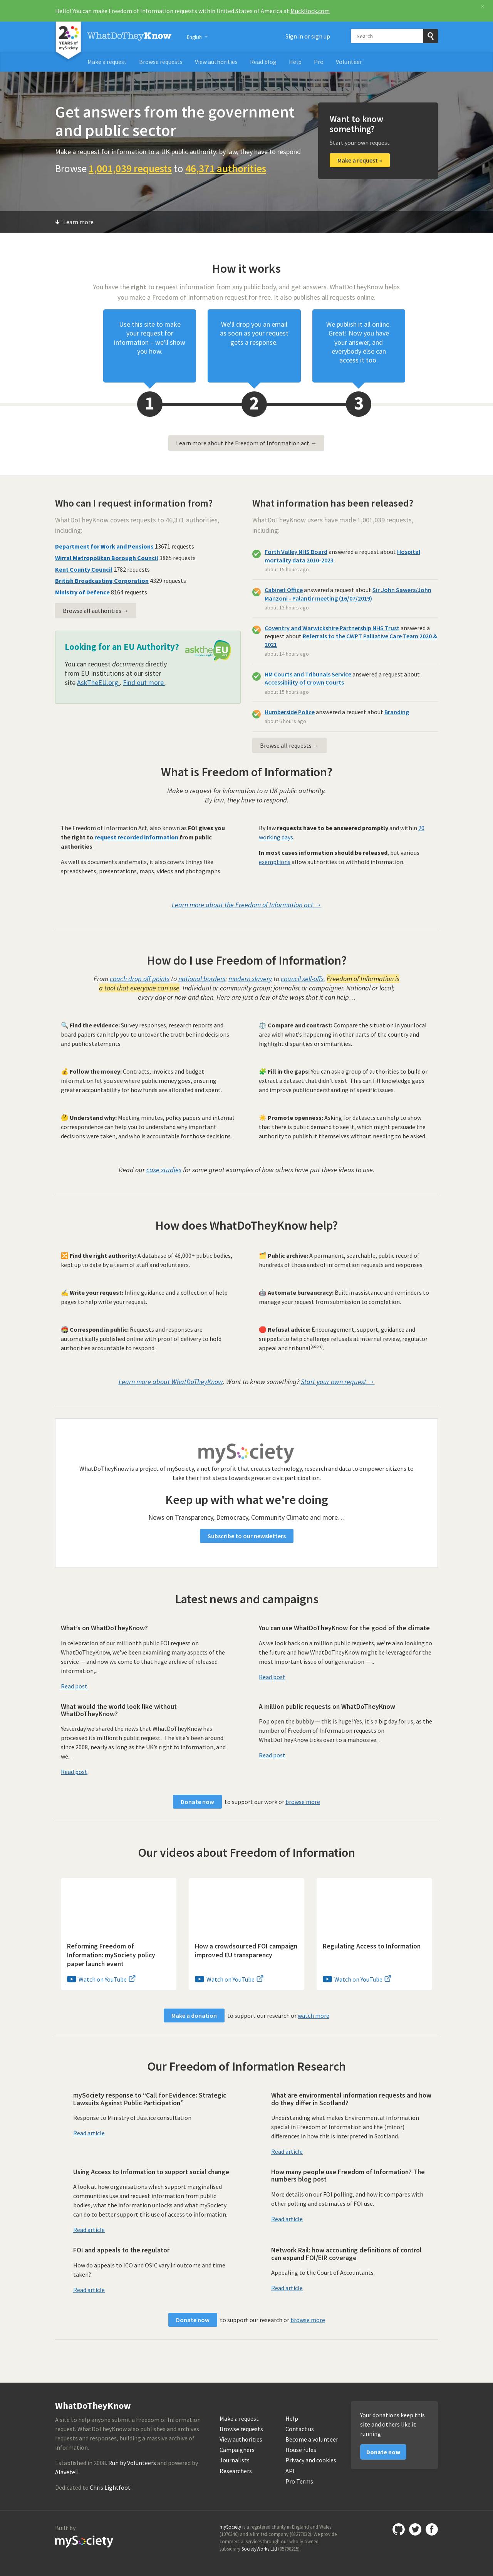 Hello! You can make Freedom of Information requests within United States of America at MuckRock.com
×
20 YEARS of my soc iety
WhatDoTheyKnow
English
Sign in or sign up
Search
Make a request
Browse requests
View authorities
Read blog
Help
Pro
Volunteer
Get answers from the government
and public sector
Make a request for information to a UK public authority: by law, they have to respond
Browse 1,001,039 requests to 46,371 authorities
Want to know
something?
Start your own request
Make a request »
Learn more
How it works
You have the right to request information from any public body, and get answers. WhatDoTheyKnow helps
you make a Freedom of Information request for free. It also publishes all requests online.
Use this site to make
your request for
information – we'll show
you how.
We'll drop you an email
as soon as your request
gets a response.
We publish it all online.
Great! Now you have
your answer, and
everybody else can
access it too.
1
2
3
Learn more about the Freedom of Information act →
Who can I request information from?
WhatDoTheyKnow covers requests to 46,371 authorities,
including:
Department for Work and Pensions 13671 requests
Wirral Metropolitan Borough Council 3865 requests
Kent County Council 2782 requests
British Broadcasting Corporation 4329 requests
Ministry of Defence 8164 requests
Browse all authorities →
Looking for an EU Authority?
You can request documents directly
from EU Institutions at our sister
site AskTheEU.org . Find out more .
asktheEU
it's your right
What information has been released?
WhatDoTheyKnow users have made 1,001,039 requests,
including:
Forth Valley NHS Board answered a request about Hospital
mortality data 2010-2023
about 15 hours ago
Cabinet Office answered a request about Sir John Sawers/John
Manzoni - Palantir meeting (16/07/2019)
about 13 hours ago
Coventry and Warwickshire Partnership NHS Trust answered a
request about Referrals to the CWPT Palliative Care Team 2020 &
2021
about 14 hours ago
HM Courts and Tribunals Service answered a request about
Accessibility of Crown Courts
about 15 hours ago
Humberside Police answered a request about Branding
about 6 hours ago
Browse all requests →
What is Freedom of Information?
Make a request for information to a UK public authority.
By law, they have to respond.
The Freedom of Information Act, also known as FOI gives you
the right to request recorded information from public
authorities.
As well as documents and emails, it also covers things like
spreadsheets, presentations, maps, videos and photographs.
By law requests have to be answered promptly and within 20
working days.
In most cases information should be released, but various
exemptions allow authorities to withhold information.
Learn more about the Freedom of Information act →
How do I use Freedom of Information?
From coach drop off points to national borders; modern slavery to council sell-offs, Freedom of Information is
a tool that everyone can use. Individual or community group; journalist or campaigner. National or local;
every day or now and then. Here are just a few of the ways that it can help…
🔍 Find the evidence: Survey responses, research reports and
board papers can help you to uncover the truth behind decisions
and public statements.
⚖️ Compare and contrast: Compare the situation in your local
area with what's happening in other parts of the country and
highlight disparities or similarities.
💰 Follow the money: Contracts, invoices and budget
information let you see where public money goes, ensuring
greater accountability for how funds are allocated and spent.
🧩 Fill in the gaps: You can ask a group of authorities to build or
extract a dataset that didn't exist. This can fill knowledge gaps
and improve public understanding of specific issues.
🤔 Understand why: Meeting minutes, policy papers and internal
correspondence can help you to understand why important
decisions were taken, and who is accountable for those decisions.
☀️ Promote openness: Asking for datasets can help to show
that there is public demand to see it, which might persuade the
authority to publish it themselves without needing to be asked.
Read our case studies for some great examples of how others have put these ideas to use.
How does WhatDoTheyKnow help?
🔀 Find the right authority: A database of 46,000+ public bodies,
kept up to date by a team of staff and volunteers.
🗂️ Public archive: A permanent, searchable, public record of
hundreds of thousands of information requests and responses.
✍️ Write your request: Inline guidance and a collection of help
pages to help write your request.
🤖 Automate bureaucracy: Built in assistance and reminders to
manage your request from submission to completion.
📮 Correspond in public: Requests and responses are
automatically published online with proof of delivery to hold
authorities accountable to respond.
🛑 Refusal advice: Encouragement, support, guidance and
snippets to help challenge refusals at internal review, regulator
appeal and tribunal(soon).
Learn more about WhatDoTheyKnow. Want to know something? Start your own request →
mySociety
WhatDoTheyKnow is a project of mySociety, a not for profit that creates technology, research and data to empower citizens to
take their first steps towards greater civic participation.
Keep up with what we're doing
News on Transparency, Democracy, Community Climate and more…
Subscribe to our newsletters
Latest news and campaigns
What's on WhatDoTheyKnow?
In celebration of our millionth public FOI request on
WhatDoTheyKnow, we've been examining many aspects of the
service — and now we come to that huge archive of released
information,...
Read post
You can use WhatDoTheyKnow for the good of the climate
As we look back on a million public requests, we're also looking to
the future and how WhatDoTheyKnow might be leveraged for the
most important issue of our generation —...
Read post
What would the world look like without
WhatDoTheyKnow?
Yesterday we shared the news that WhatDoTheyKnow has
processed its millionth public request. The site's been around
since 2008, nearly as long as the UK's right to information, and
we...
Read post
A million public requests on WhatDoTheyKnow
Pop open the bubbly — this is huge! Yes, it's a big day for us, as the
number of Freedom of Information requests on
WhatDoTheyKnow ticks over to a mahoosive...
Read post
Donate now to support our work or browse more
Our videos about Freedom of Information
Reforming Freedom of
Information: mySociety policy
paper launch event
Watch on YouTube
How a crowdsourced FOI campaign
improved EU transparency
Watch on YouTube
Regulating Access to Information
Watch on YouTube
Make a donation to support our research or watch more
Our Freedom of Information Research
mySociety response to “Call for Evidence: Strategic
Lawsuits Against Public Participation”
Response to Ministry of Justice consultation
Read article
What are environmental information requests and how
do they differ in Scotland?
Understanding what makes Environmental Information
special in Freedom of Information and the (minor)
differences in how this is interpreted in Scotland.
Read article
Using Access to Information to support social change
A look at how organisations which support marginalised
communities use and request information from public
bodies, what the information unlocks and what mySociety
can do to better support this use of access to information.
Read article
How many people use Freedom of Information? The
numbers blog post
More details on our FOI polling, and how it compares with
other polling and estimates of FOI use.
Read article
FOI and appeals to the regulator
How do appeals to ICO and OSIC vary in outcome and time
taken?
Read article
Network Rail: how accounting definitions of control
can expand FOI/EIR coverage
Appealing to the Court of Accountants.
Read article
Donate now to support our research or browse more
WhatDoTheyKnow
A site to help anyone submit a Freedom of Information
request. WhatDoTheyKnow also publishes and archives
requests and responses, building a massive archive of
information.
Established in 2008. Run by Volunteers and powered by
Alaveteli.
Dedicated to Chris Lightfoot.
Make a request
Browse requests
View authorities
Campaigners
Journalists
Researchers
Help
Contact us
Become a volunteer
House rules
Privacy and cookies
API
Pro Terms
Your donations keep this
site and others like it
running
Donate now
Built by
mySociety
mySociety is a registered charity in England and Wales
(1076346) and a limited company (03277032). We provide
commercial services through our wholly owned
subsidiary SocietyWorks Ltd (05798215).